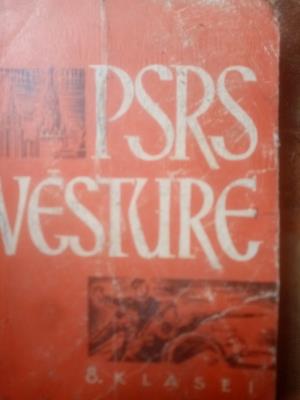 PSRS
VĒSTURE
8. KLASEI